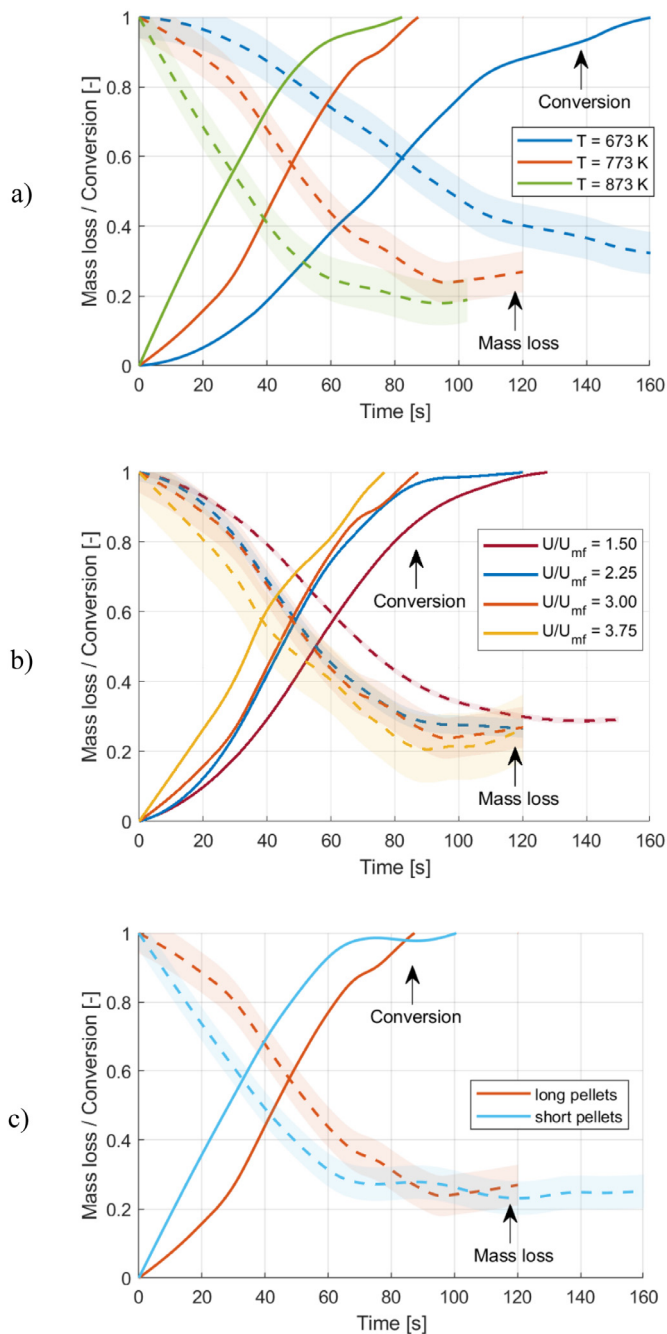 a)
Mass loss / Conversion [-]
1
0.8
0.6
0.4
0.2
0
0 20 40 60 80 100 120 140 160
Time [s]
Conversion
T = 673 K
T = 773 K
T = 873 K
Mass loss
b)
Mass loss / Conversion [-]
1
0.8
0.6
0.4
0.2
0
0 20 40 60 80 100 120 140 160
Time [s]
U/Umf = 1.50
U/Umf = 2.25
U/Umf = 3.00
U/Umf = 3.75
Conversion
Mass loss
c)
Mass loss / Conversion [-]
1
0.8
0.6
0.4
0.2
0
0 20 40 60 80 100 120 140 160
Time [s]
Conversion
long pellets
short pellets
Mass loss